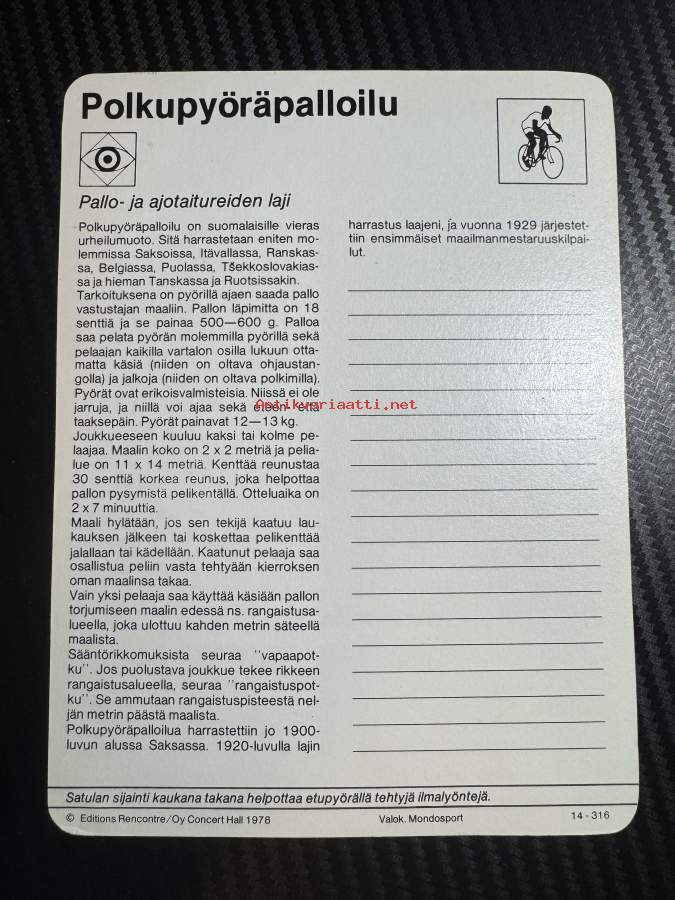 Polkupyöräpalloilu
Pallo- ja ajotaitureiden laji
Polkupyöräpalloilu on suomalaisille vieras
urheilumuoto. Sitä harrastetaan eniten mo-
lemmissa Saksoissa, Itävallassa, Ranskas-
sa, Belgiassa, Puolassa, Tšekkoslovakias-
sa ja hieman Tanskassa ja Ruotsissakin.
Tarkoituksena on pyörillä ajaen saada pallo
vastustajan maaliin. Pallon läpimitta on 18
senttiä ja se painaa 500—600 g. Palloa
saa pelata pyörän molemmilla pyörillä sekä
pelaajan kaikilla vartalon osilla lukuun otta-
matta käsiä (niiden on oltava ohjaustan-
golla) ja jalkoja (niiden on oltava polkimilla).
Pyörät ovat erikoisvalmisteisia. Niissä ei ole
jarruja, ja niillä voi ajaa sekä eteen- että
taaksepäin. Pyörät painavat 12—13 kg.
Joukkueeseen kuuluu kaksi tai kolme pe-
laajaa. Maalin koko on 2 x 2 metriä ja pelia-
lue on 11 x 14 metriä. Kenttää reunustaa
30 senttiä korkea reunus, joka helpottaa
pallon pysymistä pelikentällä. Otteluaika on
2 x 7 minuuttia.
Maali hylätään, jos sen tekijä kaatuu lau-
kauksen jälkeen tai koskettaa pelikenttää
jalallaan tai kädellään. Kaatunut pelaaja saa
osallistua peliin vasta tehtyään kierroksen
oman maalinsa takaa.
Vain yksi pelaaja saa käyttää käsiään pallon
torjumiseen maalin edessä ns. rangaistusa-
lueella, joka ulottuu kahden metrin säteellä
maalista.
Sääntörikkomuksista seuraa ''vapaapot-
ku''. Jos puolustava joukkue tekee rikkeen
rangaistusalueella, seuraa ''rangaistuspot-
ku''. Se ammutaan rangaistuspisteestä nel-
jän metrin päästä maalista.
Polkupyöräpalloilua harrastettiin jo 1900-
luvun alussa Saksassa. 1920-luvulla lajin
harrastus laajeni, ja vuonna 1929 järjestet-
tiin ensimmäiset maailmanmestaruuskilpai-
lut.
Antikvariaatti.net
Satulan sijainti kaukana takana helpottaa etupyörällä tehtyjä ilmalyöntejä.
© Editions Rencontre/Oy Concert Hall 1978 Valok. Mondosport 14-316